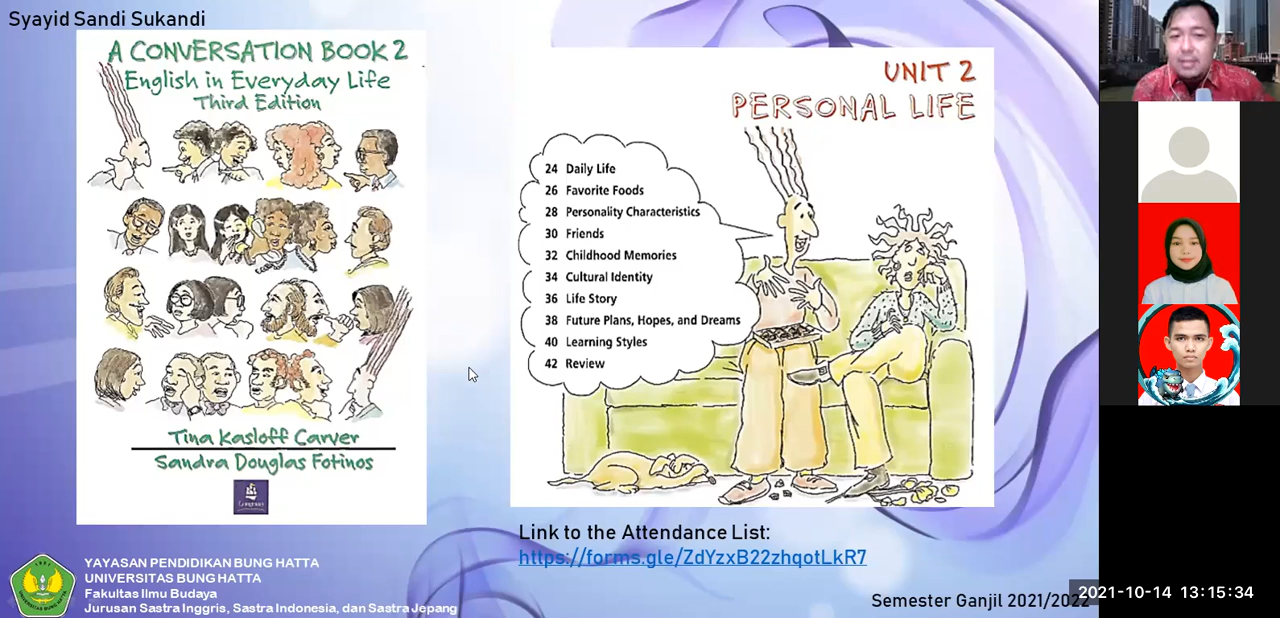 Syayid Sandi Sukandi
A CONVERSATION BOOK 2
English in Everyday Life
Third Edition
Tina Kasloff Carver
Sandra Douglas Fotinos
Longman
UNIT 2
PERSONAL LIFE
24 Daily Life
26 Favorite Foods
28 Personality Characteristics
30 Friends
32 Childhood Memories
34 Cultural Identity
36 Life Story
38 Future Plans, Hopes, and Dreams
40 Learning Styles
42 Review
Link to the Attendance List:
https://forms.gle/ZdYzxB22zhqotLkR7
YAYASAN PENDIDIKAN BUNG HATTA
UNIVERSITAS BUNG HATTA
Fakultas Ilmu Budaya
Jurusan Sastra Inggris, Sastra Indonesia, dan Sastra Jepang
Semester Ganjil 2021/2022
2021-10-14 13:15:34